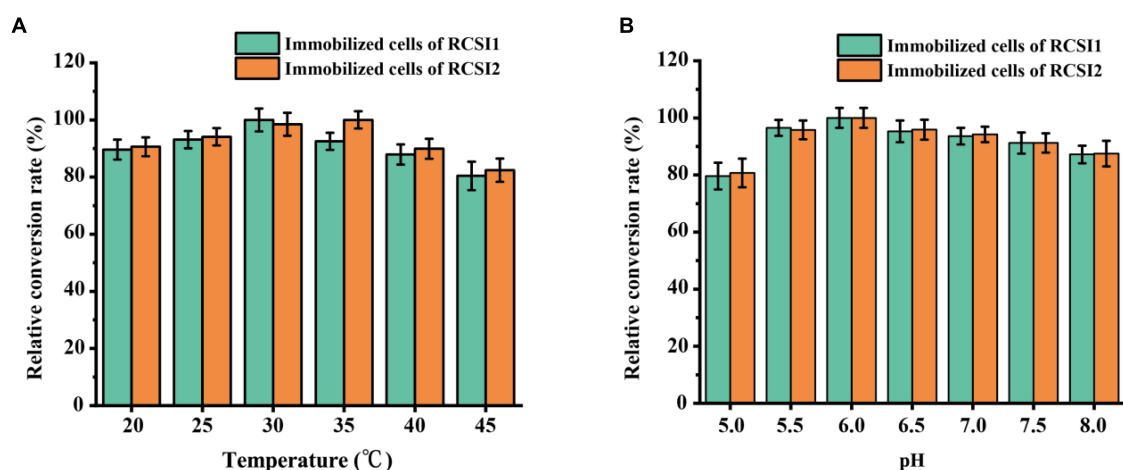 A
Immobilized cells of RCSI1
Immobilized cells of RCSI2
Relative conversion rate (%)
120
100
80
60
40
20
0
20 25 30 35 40 45
Temperature (℃)
B
Immobilized cells of RCSI1
Immobilized cells of RCSI2
Relative conversion rate (%)
120
100
80
60
40
20
0
5.0 5.5 6.0 6.5 7.0 7.5 8.0
pH